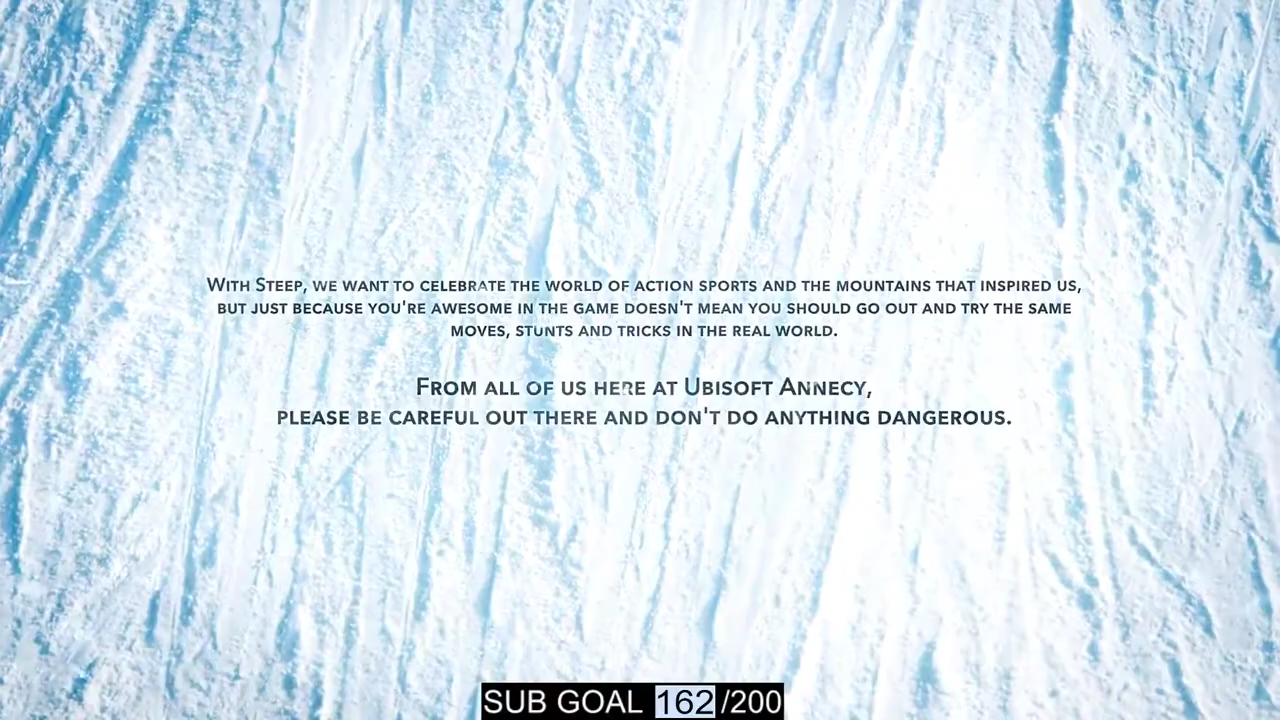 With Steep, we want to celebrate the world of action sports and the mountains that inspired us,
but just because you're awesome in the game doesn't mean you should go out and try the same
moves, stunts and tricks in the real world.
From all of us here at Ubisoft Annecy,
please be careful out there and don't do anything dangerous.
SUB GOAL 162/200